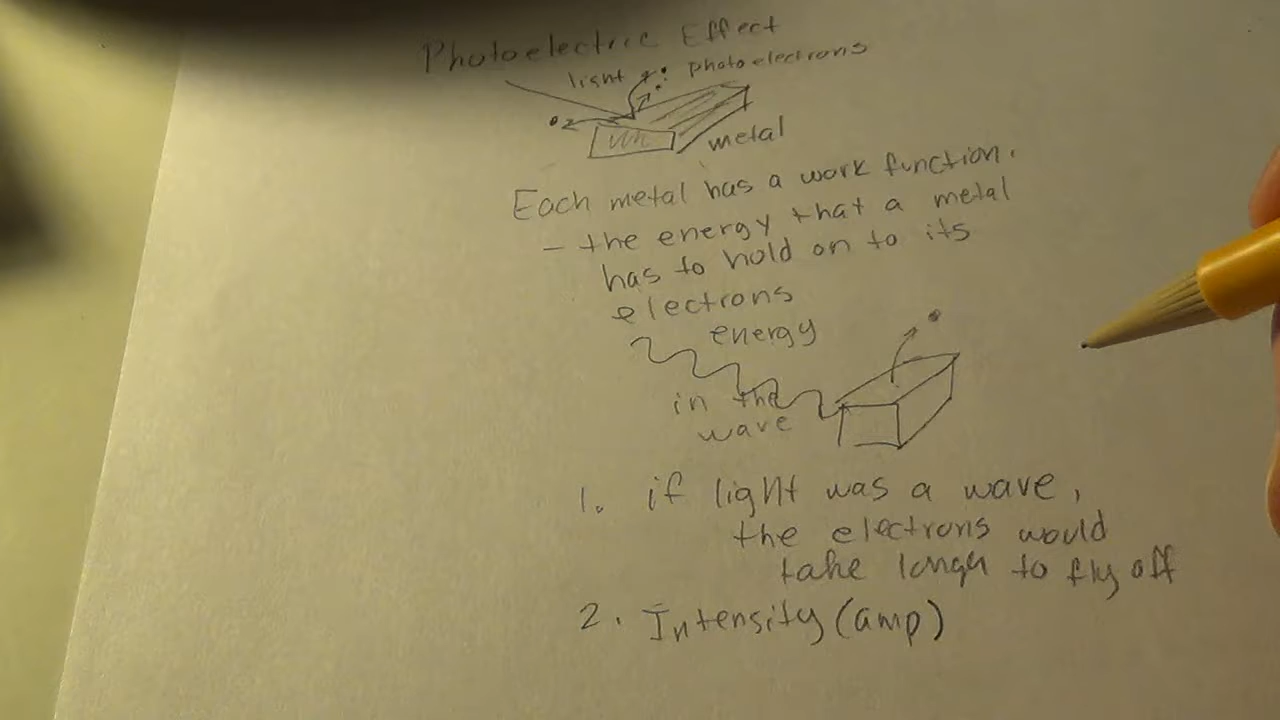 Photoelectric Effect
light photoelectrons
metal
Each metal has a work function.
- the energy that a metal
has to hold on to its
electrons
energy
in the
wave
1. if light was a wave,
the electrons would
take longer to fly off
2. Intensity (amp)